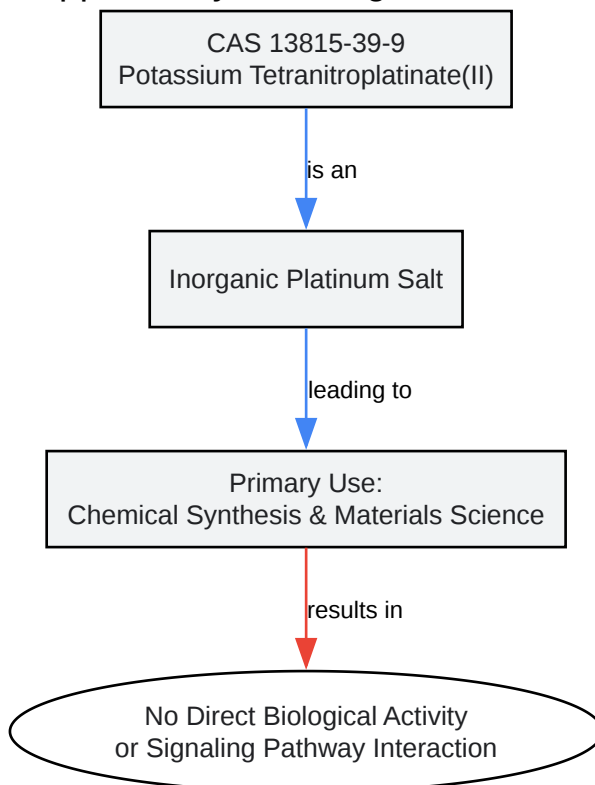 CAS 13815-39-9
Potassium Tetranitroplatinate(II)
is an
Inorganic Platinum Salt
leading to
Primary Use:
Chemical Synthesis & Materials Science
results in
No Direct Biological Activity
or Signaling Pathway Interaction